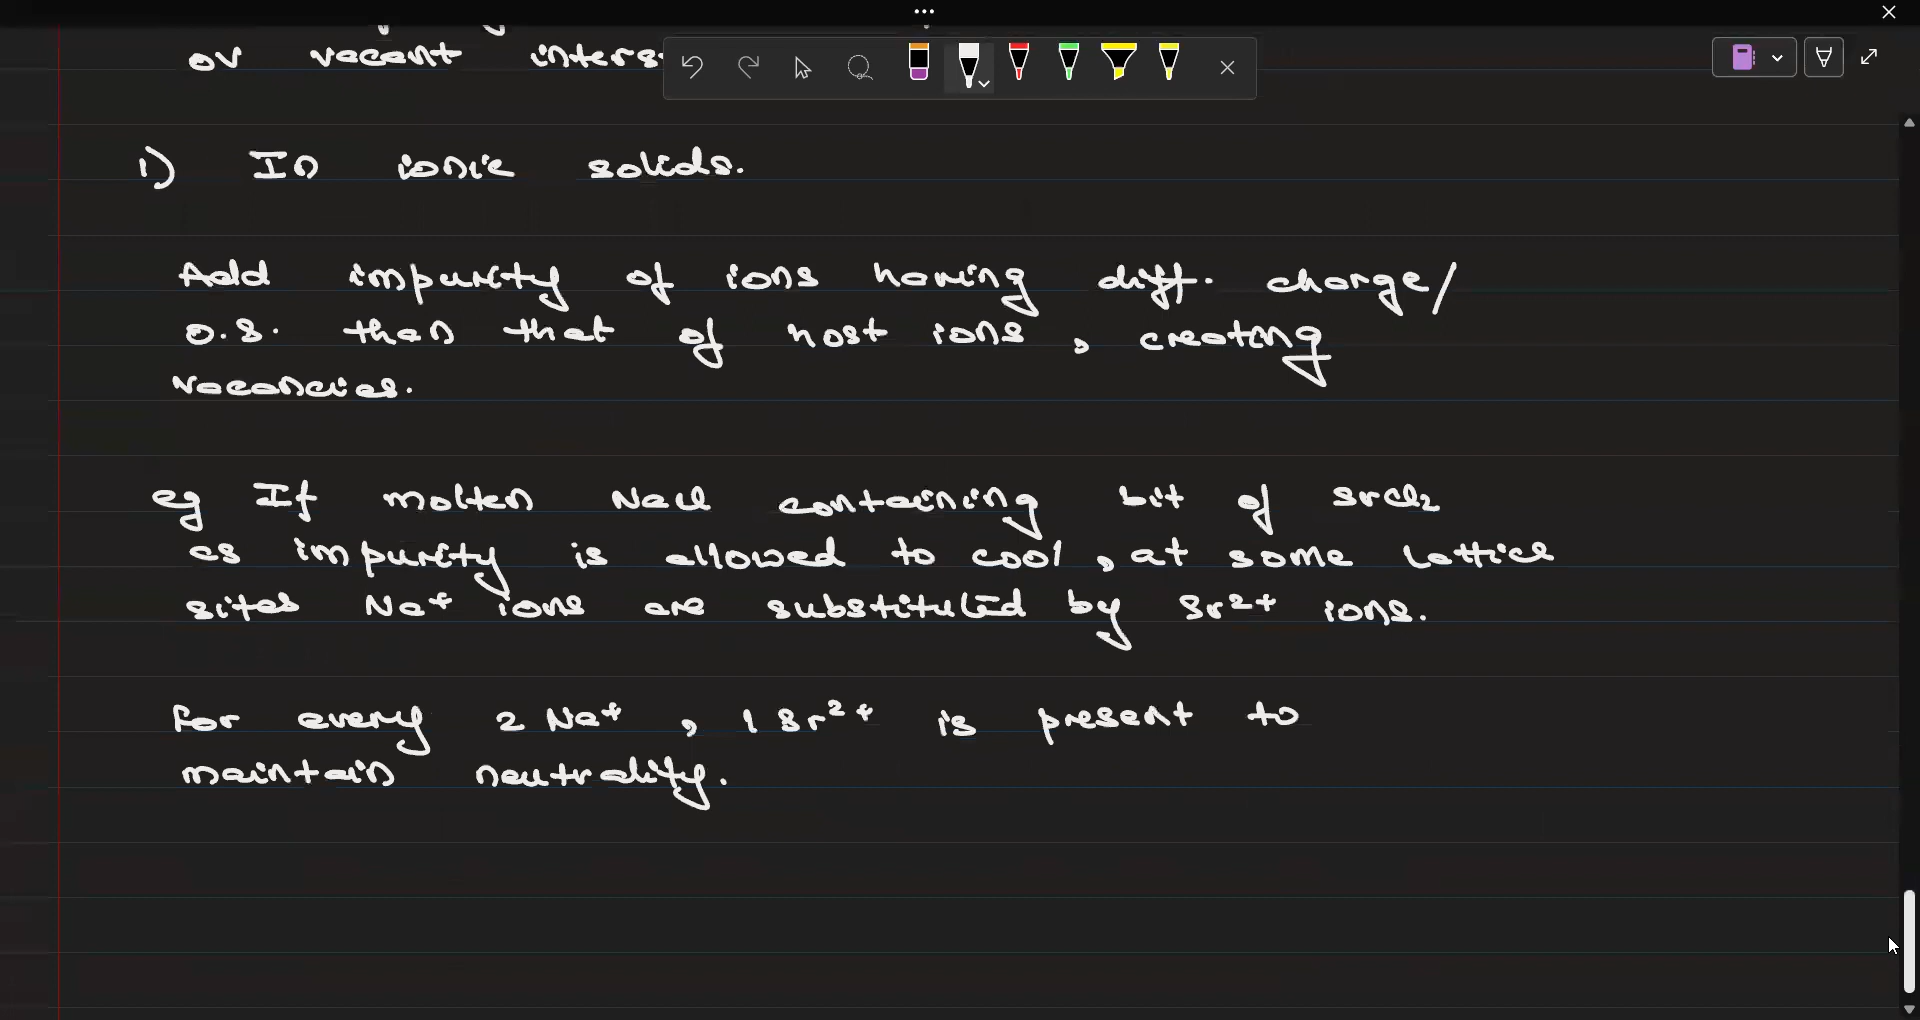 or vacant inters
1) In ionic solids.
Add impurity of ions having diff. charge/
O.S. than that of host ions, creating
vacancies.
eg If molten NaCl containing bit of SrCl2
as impurity is allowed to cool, at some lattice
sites Na+ ions are substituted by Sr2+ ions.
For every 2 Na+, 1 Sr2+ is present to
maintain neutrality.